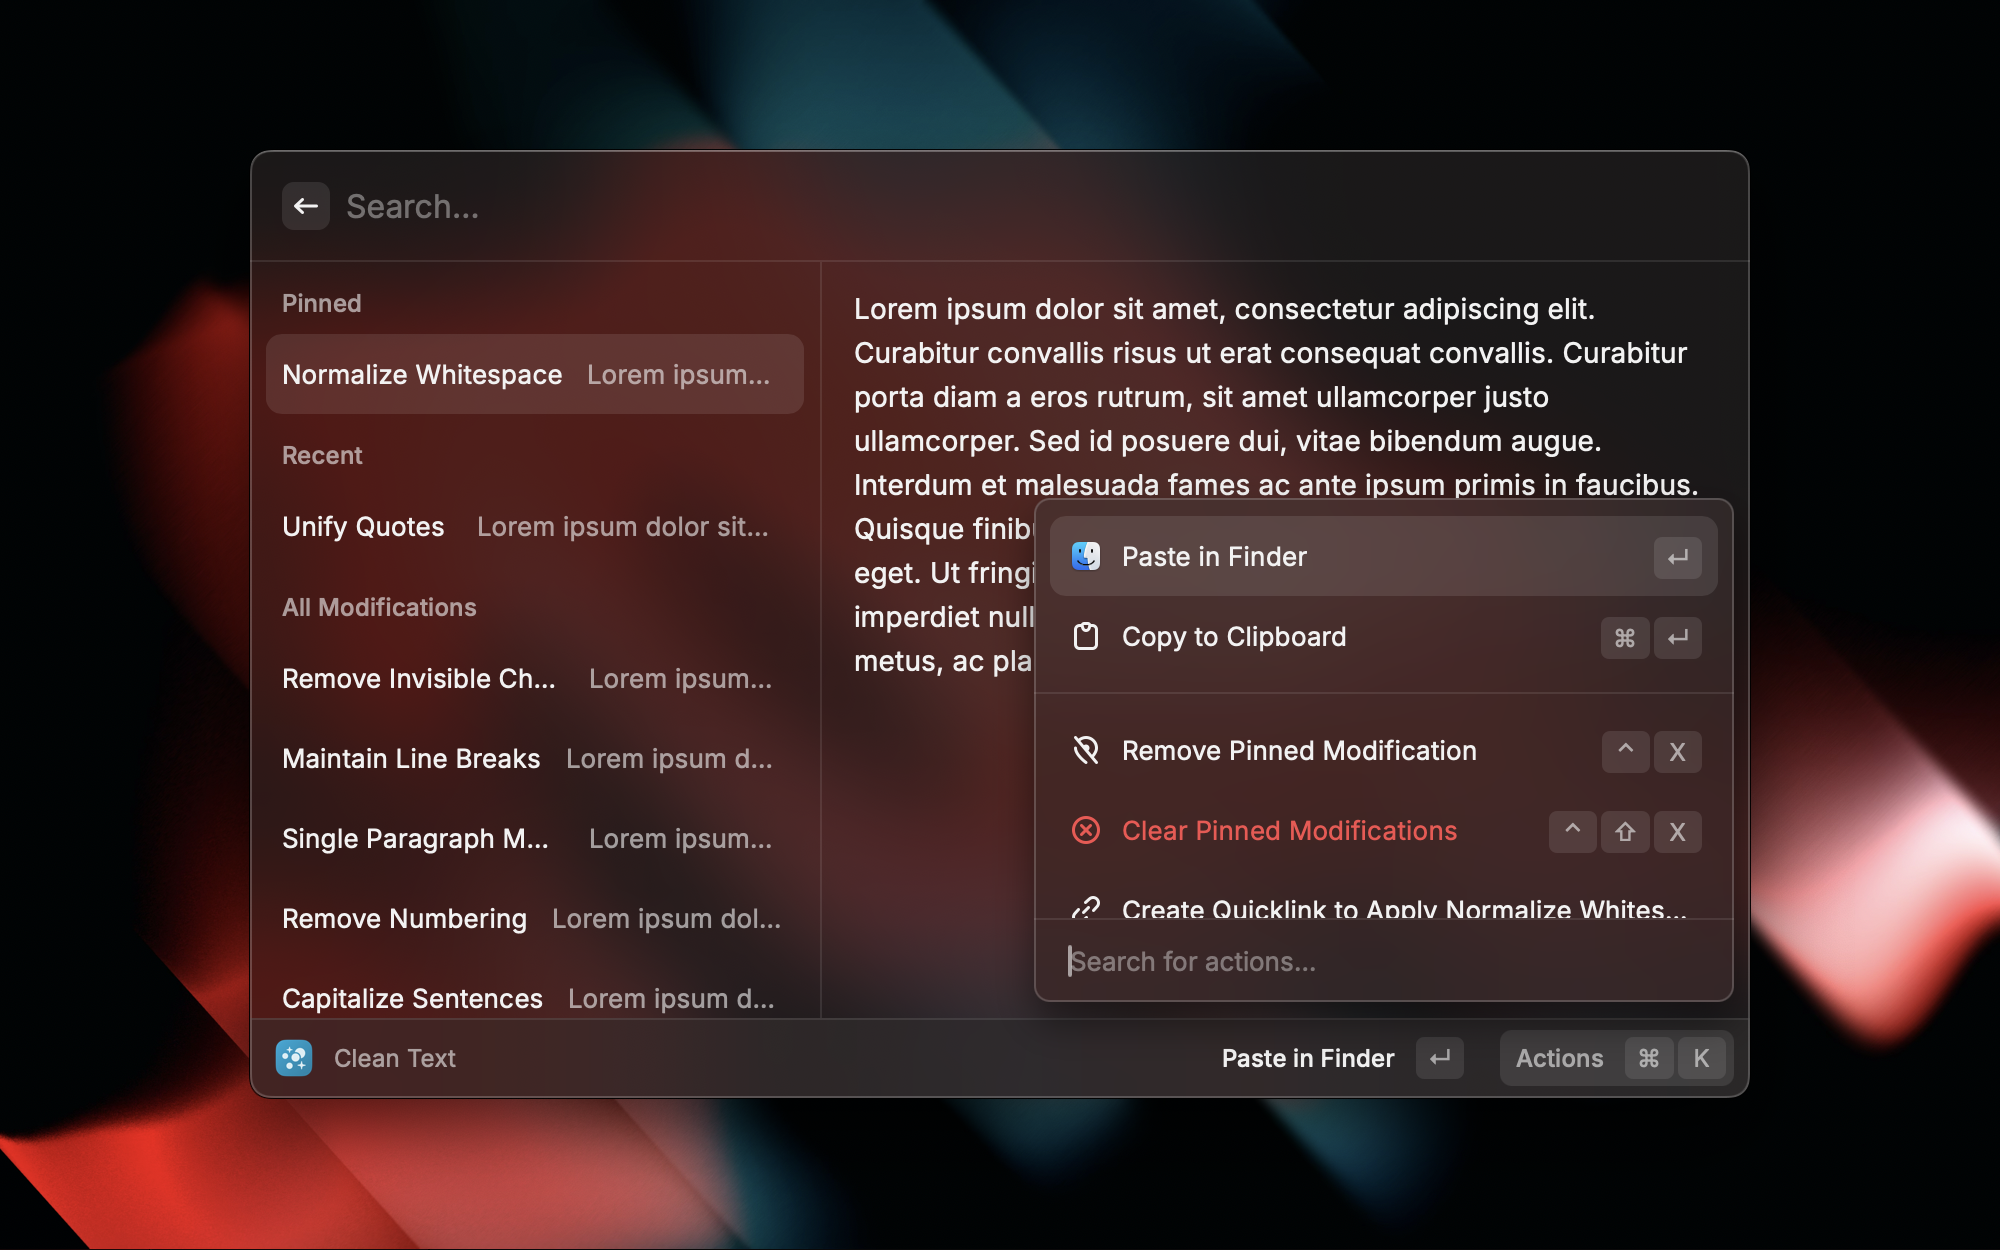 Search...
Pinned
Normalize Whitespace Lorem ipsum...
Recent
Unify Quotes Lorem ipsum dolor sit...
All Modifications
Remove Invisible Ch... Lorem ipsum...
Maintain Line Breaks Lorem ipsum d...
Single Paragraph M... Lorem ipsum...
Remove Numbering Lorem ipsum dol...
Capitalize Sentences Lorem ipsum d...
Lorem ipsum dolor sit amet, consectetur adipiscing elit.
Curabitur convallis risus ut erat consequat convallis. Curabitur
porta diam a eros rutrum, sit amet ullamcorper justo
ullamcorper. Sed id posuere dui, vitae bibendum augue.
Interdum et malesuada fames ac ante ipsum primis in faucibus.
Quisque finib
eget. Ut fringi
imperdiet null
metus, ac pla
Paste in Finder ↵
Copy to Clipboard ⌘ ↵
Remove Pinned Modification ^ X
Clear Pinned Modifications ^ ⇧ X
Create Quicklink to Apply Normalize Whites...
Search for actions...
Clean Text
Paste in Finder ↵
Actions ⌘ K